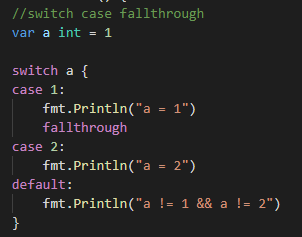 //switch case fallthrough
var a int = 1

switch a {
case 1:
    fmt.Println("a = 1")
    fallthrough
case 2:
    fmt.Println("a = 2")
default:
    fmt.Println("a != 1 && a != 2")
}